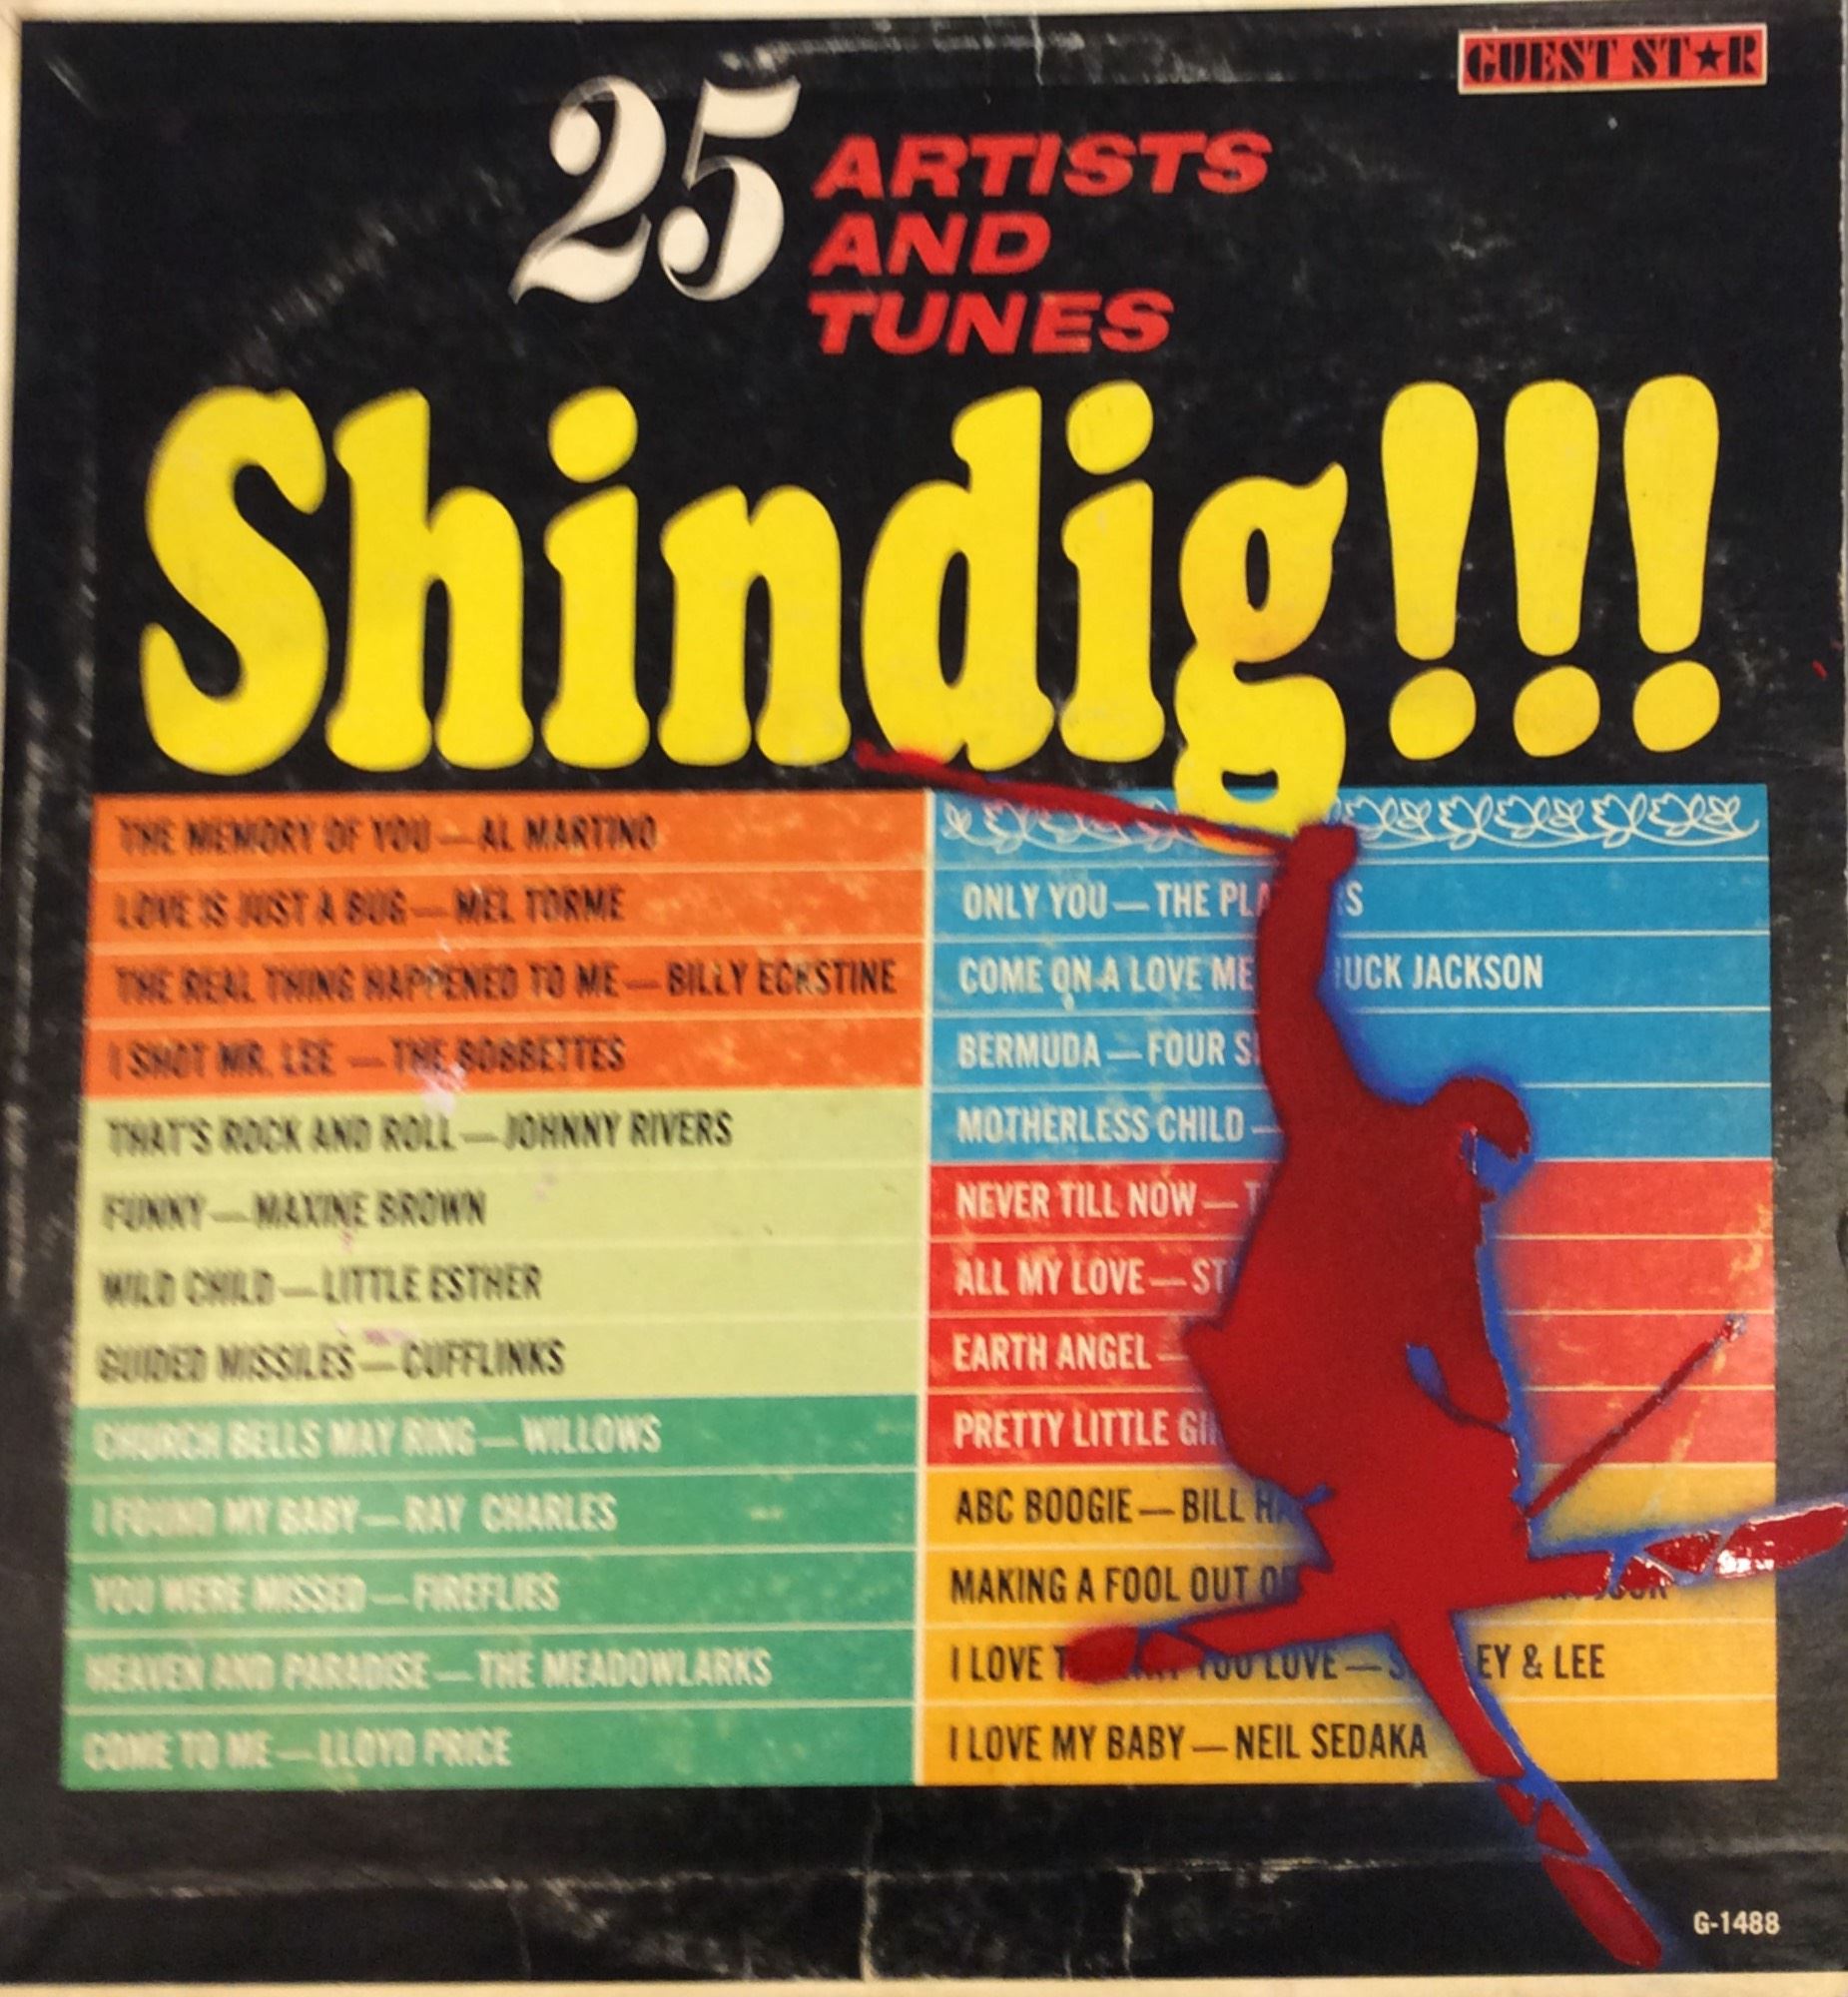 GUEST ST★R
25
ARTISTS
AND
TUNES
Shindig!!!
THE MEMORY OF YOU — AL MARTINO
LOVE IS JUST A BUG — MEL TORME
THE REAL THING HAPPENED TO ME — BILLY ECKSTINE
I SHOT MR. LEE — THE BOBBETTES
THAT'S ROCK AND ROLL — JOHNNY RIVERS
FUNNY — MAXINE BROWN
WILD CHILD — LITTLE ESTHER
GUIDED MISSILES — CUFFLINKS
CHURCH BELLS MAY RING — WILLOWS
I FOUND MY BABY — RAY CHARLES
YOU WERE MISSED — FIREFLIES
HEAVEN AND PARADISE — THE MEADOWLARKS
COME TO ME — LLOYD PRICE
ONLY YOU — THE
COME ON A LOVE ME JACKSON
BERMUDA — FOUR
MOTHERLESS CHILD —
NEVER TILL NOW —
ALL MY LOVE —
EARTH ANGEL —
PRETTY LITTLE
ABC BOOGIE — BILL
MAKING A FOOL OUT
I LOVE YOU LOVE — & LEE
I LOVE MY BABY — NEIL SEDAKA
G-1488